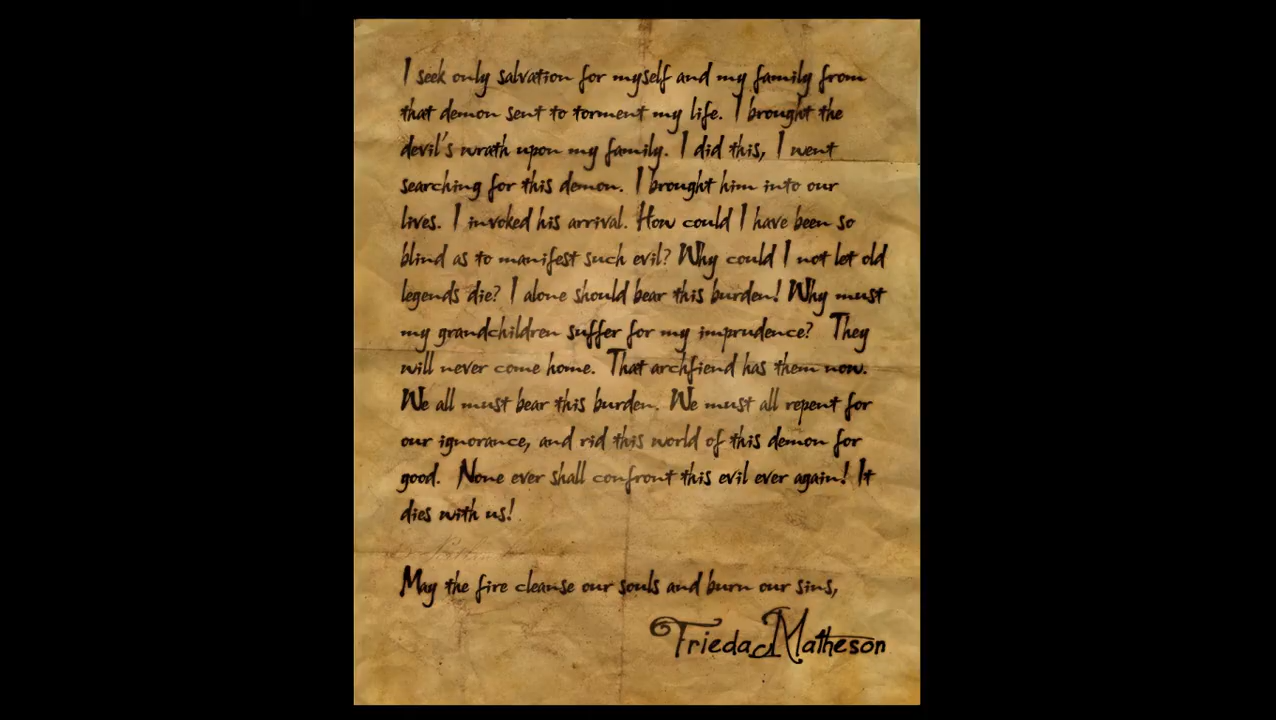 I seek only salvation for myself and my family from
that demon sent to torment my life. I brought the
devil's wrath upon my family. I did this, I went
searching for this demon. I brought him into our
lives. I invoked his arrival. How could I have been so
blind as to manifest such evil? Why could I not let old
legends die? I alone should bear this burden! Why must
my grandchildren suffer for my imprudence? They
will never come home. That archfiend has them now.
We all must bear this burden. We must all repent for
our ignorance, and rid this world of this demon for
good. None ever shall confront this evil ever again! It
dies with us!
May the fire cleanse our souls and burn our sins,
Frieda Matheson